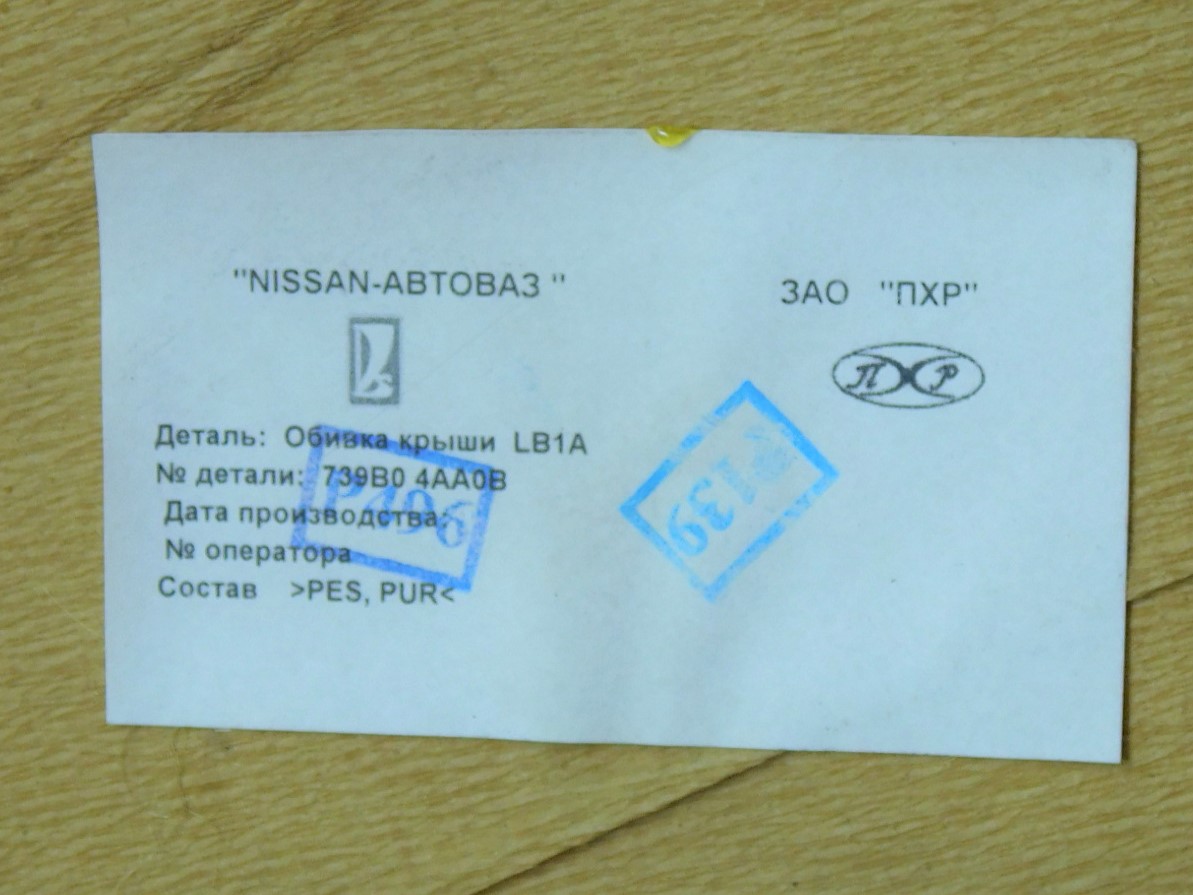 "NISSAN-АВТОВАЗ "
ЗАО "ПХР"
ПХР
Деталь: Обивка крыши LB1A
№ детали: 739B0 4AA0B
Дата производства:
№ оператора
Состав >PES, PUR<
P496
P139